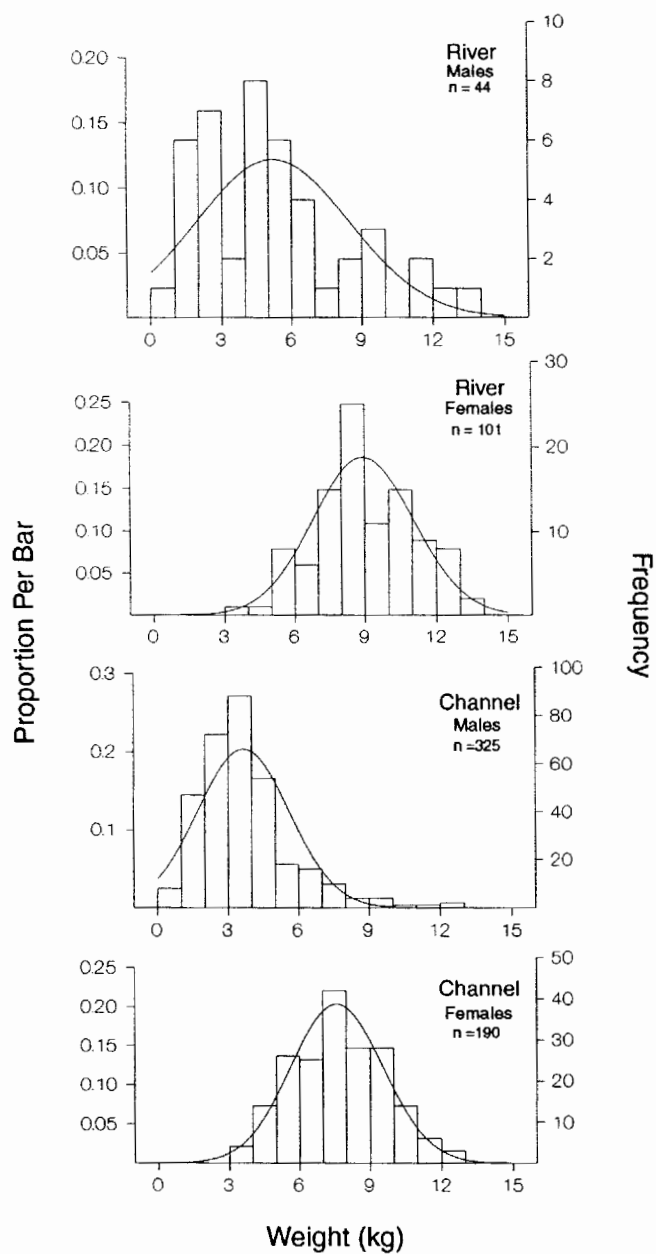 River
Males
n = 44
0.20
0.15
0.10
0.05
10
8
6
4
2
0 3 6 9 12 15
River
Females
n = 101
0.25
0.20
0.15
0.10
0.05
30
20
10
0 3 6 9 12 15
Channel
Males
n =325
0.3
0.2
0.1
100
80
60
40
20
0 3 6 9 12 15
Channel
Females
n =190
0.25
0.20
0.15
0.10
0.05
50
40
30
20
10
0 3 6 9 12 15
Proportion Per Bar
Frequency
Weight (kg)